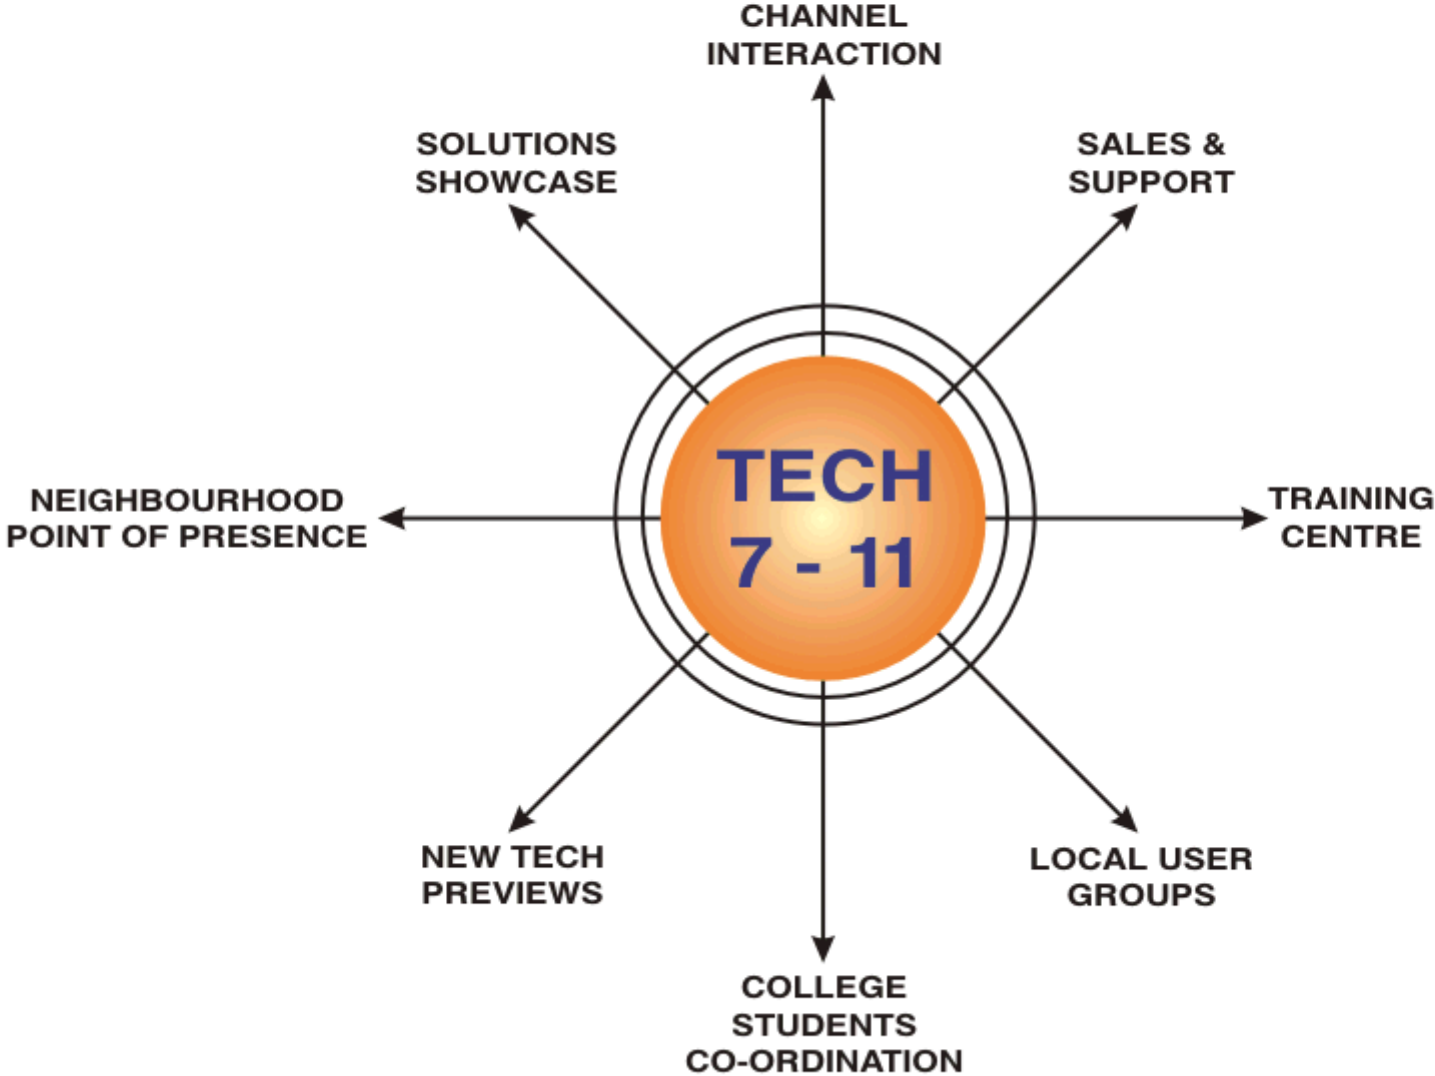 CHANNEL
INTERACTION
SOLUTIONS
SHOWCASE
SALES &
SUPPORT
TECH
7 - 11
NEIGHBOURHOOD
POINT OF PRESENCE
TRAINING
CENTRE
NEW TECH
PREVIEWS
LOCAL USER
GROUPS
COLLEGE
STUDENTS
CO-ORDINATION